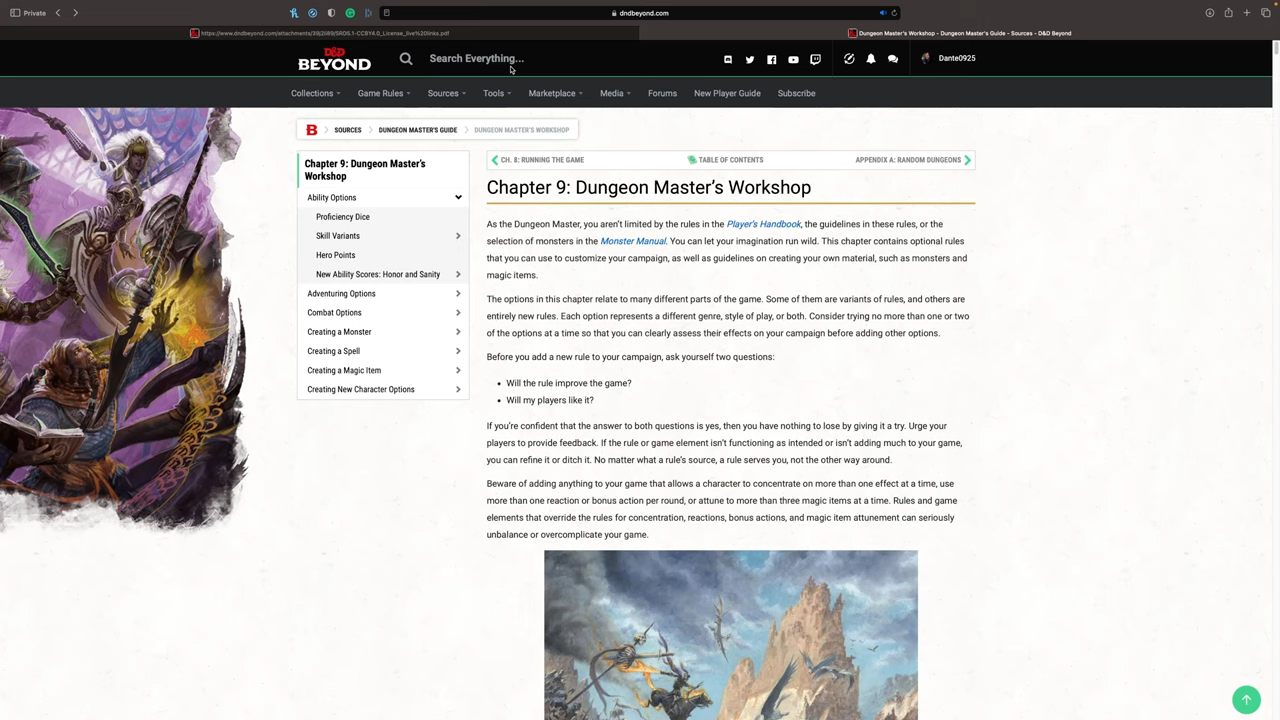 Private
dndbeyond.com
https://www.dndbeyond.com/attachments/39j2li89/SRD5.1-CCBY4.0_License_live%20links.pdf
Dungeon Master's Workshop - Dungeon Master's Guide - Sources - D&D Beyond
D&D
BEYOND
Search Everything...
Dante0925
Collections
Game Rules
Sources
Tools
Marketplace
Media
Forums
New Player Guide
Subscribe
B
SOURCES
DUNGEON MASTER'S GUIDE
DUNGEON MASTER'S WORKSHOP
Chapter 9: Dungeon Master's
Workshop
Ability Options
Proficiency Dice
Skill Variants
Hero Points
New Ability Scores: Honor and Sanity
Adventuring Options
Combat Options
Creating a Monster
Creating a Spell
Creating a Magic Item
Creating New Character Options
CH. 8: RUNNING THE GAME
TABLE OF CONTENTS
APPENDIX A: RANDOM DUNGEONS
Chapter 9: Dungeon Master's Workshop
As the Dungeon Master, you aren't limited by the rules in the Player's Handbook, the guidelines in these rules, or the
selection of monsters in the Monster Manual. You can let your imagination run wild. This chapter contains optional rules
that you can use to customize your campaign, as well as guidelines on creating your own material, such as monsters and
magic items.
The options in this chapter relate to many different parts of the game. Some of them are variants of rules, and others are
entirely new rules. Each option represents a different genre, style of play, or both. Consider trying no more than one or two
of the options at a time so that you can clearly assess their effects on your campaign before adding other options.
Before you add a new rule to your campaign, ask yourself two questions:
• Will the rule improve the game?
• Will my players like it?
If you're confident that the answer to both questions is yes, then you have nothing to lose by giving it a try. Urge your
players to provide feedback. If the rule or game element isn't functioning as intended or isn't adding much to your game,
you can refine it or ditch it. No matter what a rule's source, a rule serves you, not the other way around.
Beware of adding anything to your game that allows a character to concentrate on more than one effect at a time, use
more than one reaction or bonus action per round, or attune to more than three magic items at a time. Rules and game
elements that override the rules for concentration, reactions, bonus actions, and magic item attunement can seriously
unbalance or overcomplicate your game.